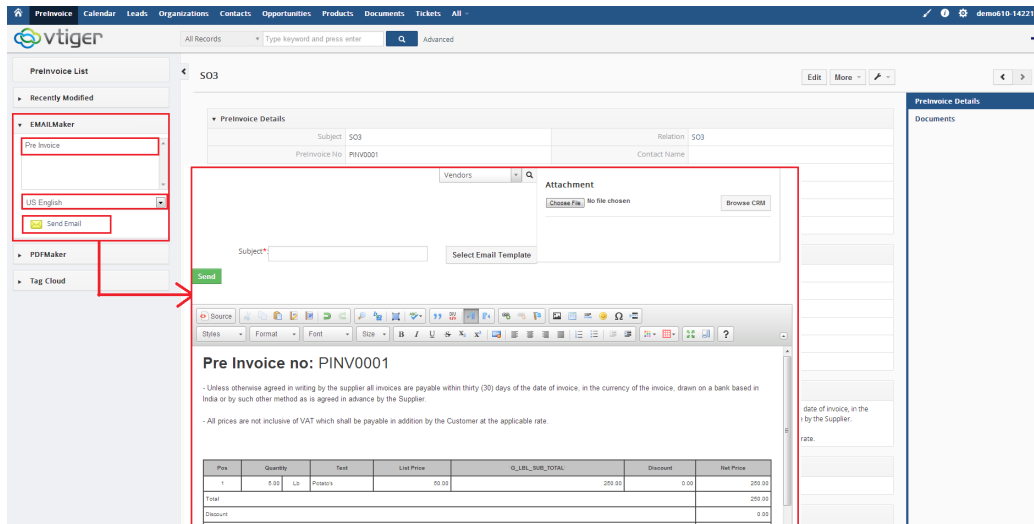 PreInvoice Calendar Leads Organizations Contacts Opportunities Products Documents Tickets All
demo610-14221
vtiger
All Records Type keyword and press enter Advanced
PreInvoice List
Recently Modified
EMAILMaker
Pre Invoice
US English
Send Email
PDFMaker
Tag Cloud
SO3
Edit More
PreInvoice Details
Subject SO3 Relation SO3
PreInvoice No PINV0001 Contact Name
PreInvoice Details
Documents
Vendors
Attachment
Choose File No file chosen
Browse CRM
Subject*:
Select Email Template
Send
Source
Styles Format Font Size B I U S X₂ X² ?
Pre Invoice no: PINV0001
- Unless otherwise agreed in writing by the supplier all invoices are payable within thirty (30) days of the date of invoice, in the currency of the invoice, drawn on a bank based in
India or by such other method as is agreed in advance by the Supplier.
- All prices are not inclusive of VAT which shall be payable in addition by the Customer at the applicable rate.
Pos Quantity Text List Price G_LBL_SUB_TOTAL Discount Net Price
1 5.00 Lb Potato's 50.00 250.00 0.00 250.00
Total 250.00
Discount 0.00
date of invoice, in the
by the Supplier.
rate.